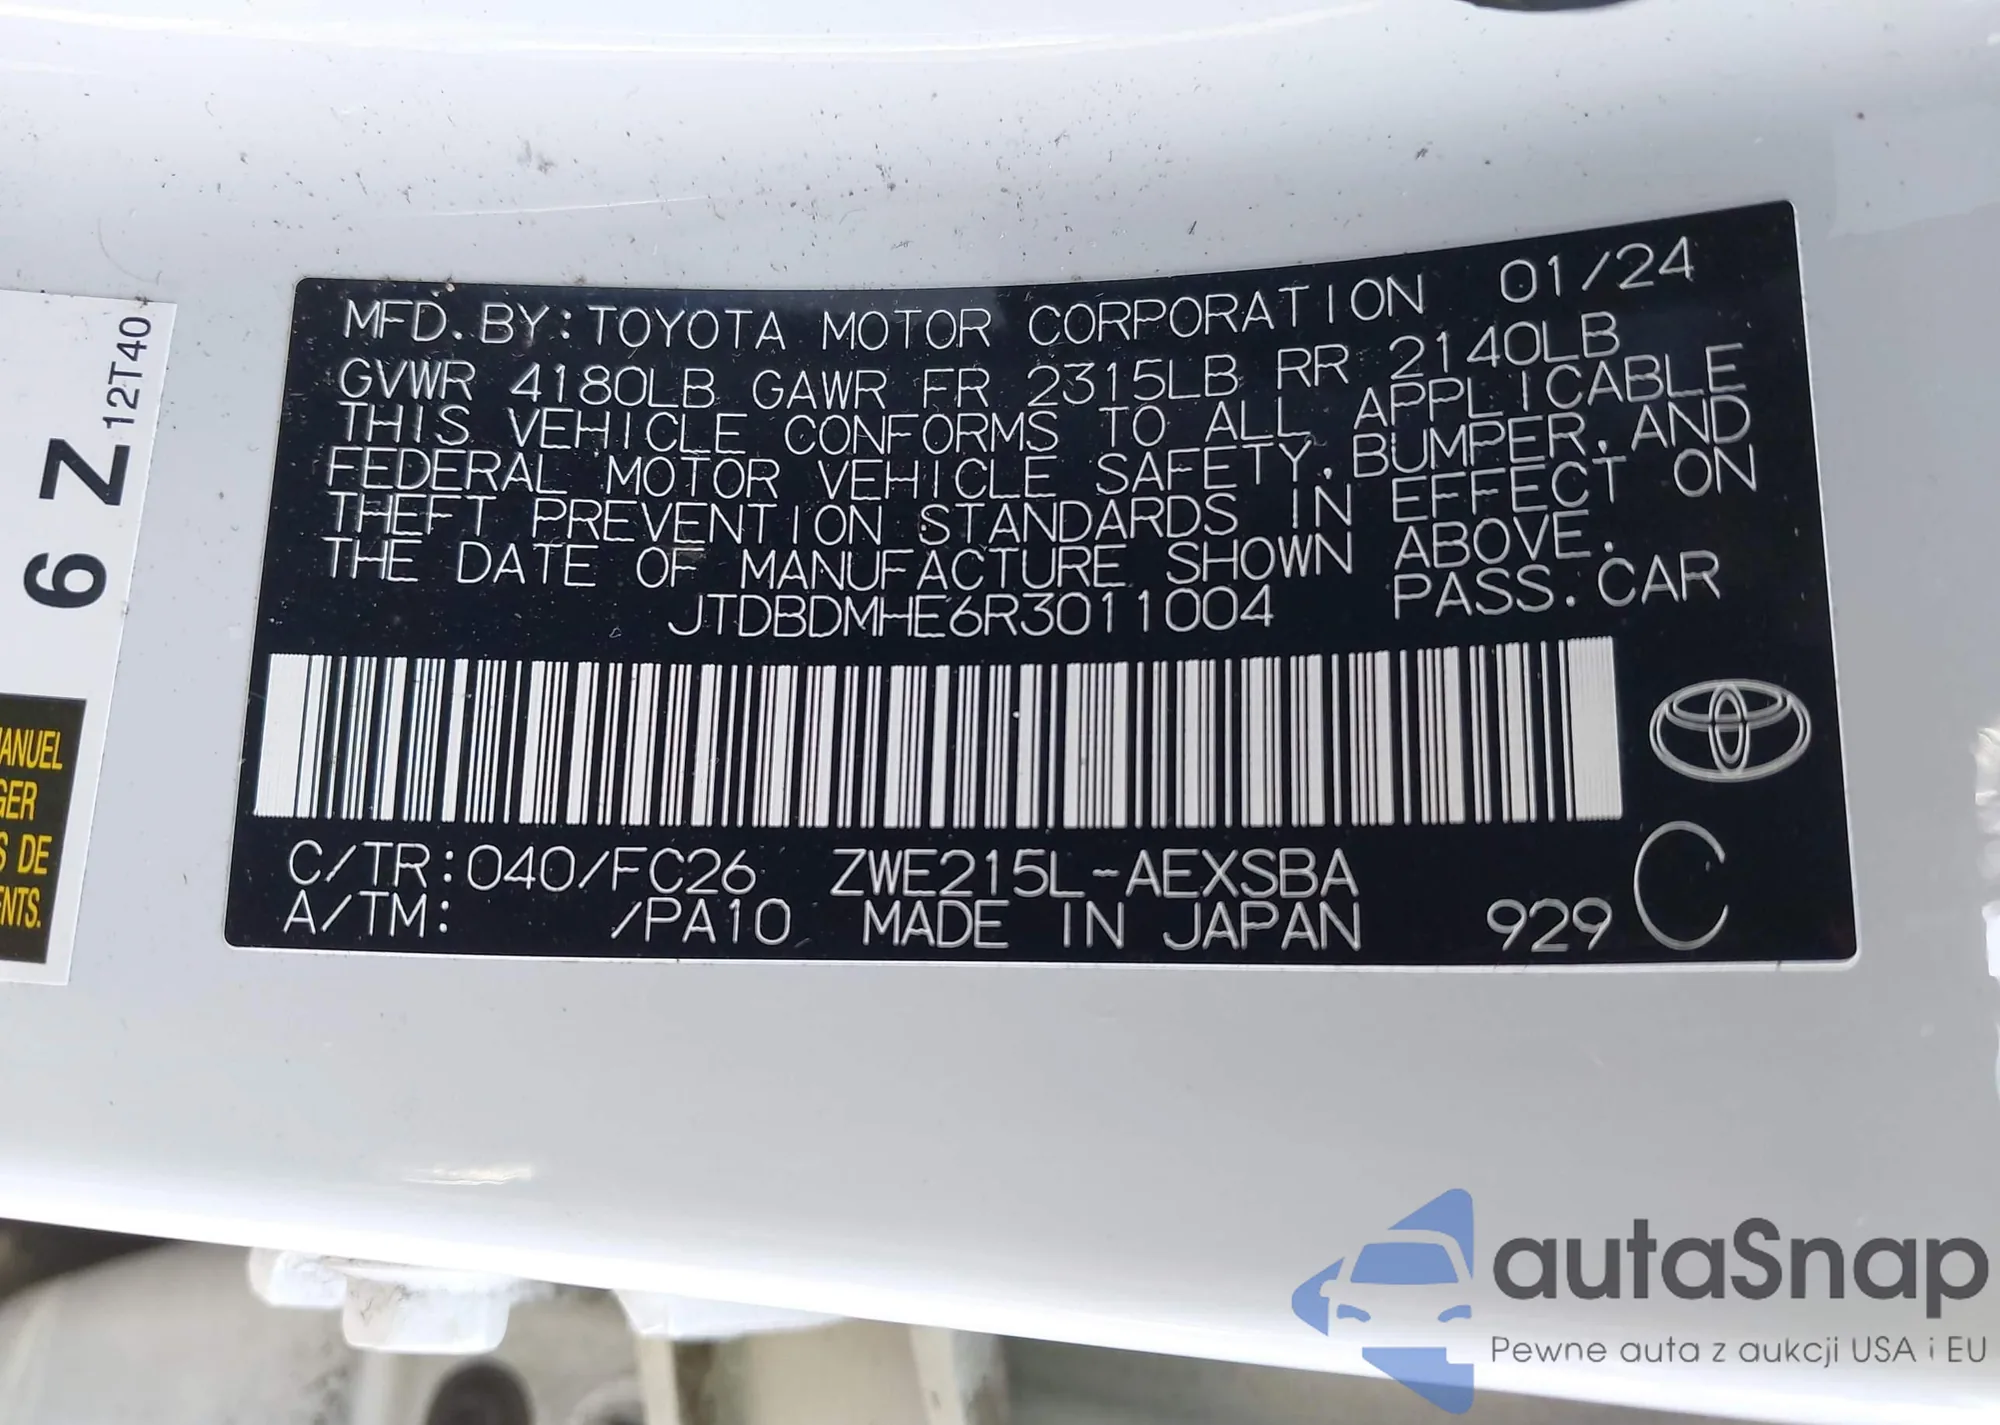 MFD. BY: TOYOTA MOTOR CORPORATION 01/24
GVWR 4180LB GAWR FR 2315LB RR 2140LB
THIS VEHICLE CONFORMS TO ALL APPLICABLE
FEDERAL MOTOR VEHICLE SAFETY, BUMPER, AND
THEFT PREVENTION STANDARDS IN EFFECT ON
THE DATE OF MANUFACTURE SHOWN ABOVE.
JTDBDMHE6R3011004 PASS. CAR
C/TR: 040/FC26 ZWE215L-AEXSBA
A/TM: /PA10 MADE IN JAPAN 929 C
6 Z 12T40
ANUEL
GER
S DE
ENTS.
autaSnap
Pewne auta z aukcji USA i EU